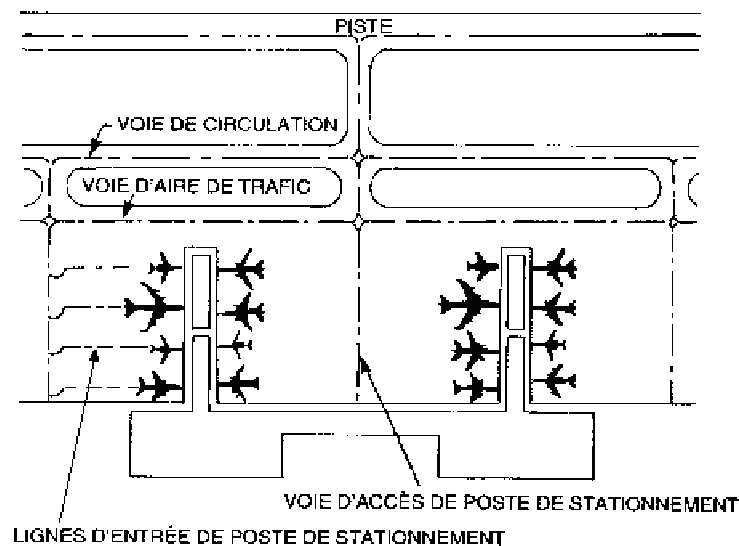 PISTE
VOIE DE CIRCULATION
VOIE D'AIRE DE TRAFIC
VOIE D'ACCÈS DE POSTE DE STATIONNEMENT
LIGNES D'ENTRÉE DE POSTE DE STATIONNEMENT